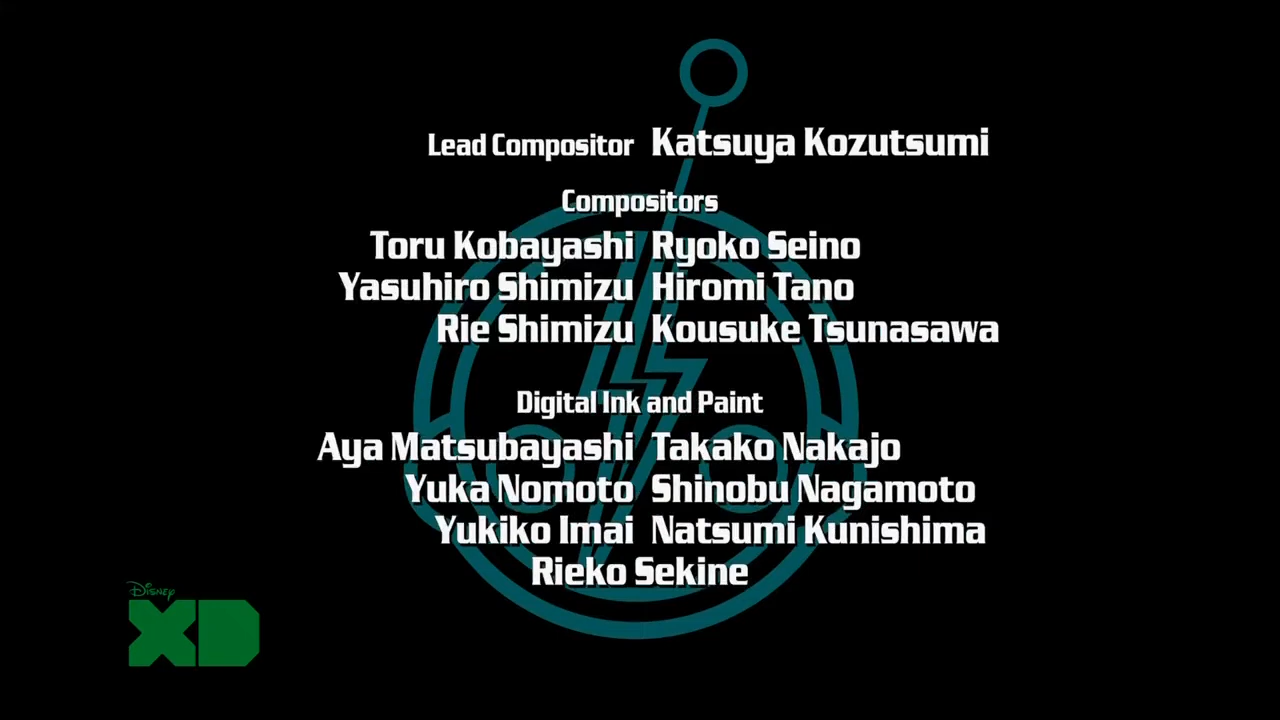 Lead Compositor Katsuya Kozutsumi
Compositors
Toru Kobayashi Ryoko Seino
Yasuhiro Shimizu Hiromi Tano
Rie Shimizu Kousuke Tsunasawa
Digital Ink and Paint
Aya Matsubayashi Takako Nakajo
Yuka Nomoto Shinobu Nagamoto
Yukiko Imai Natsumi Kunishima
Rieko Sekine
Disney
XD